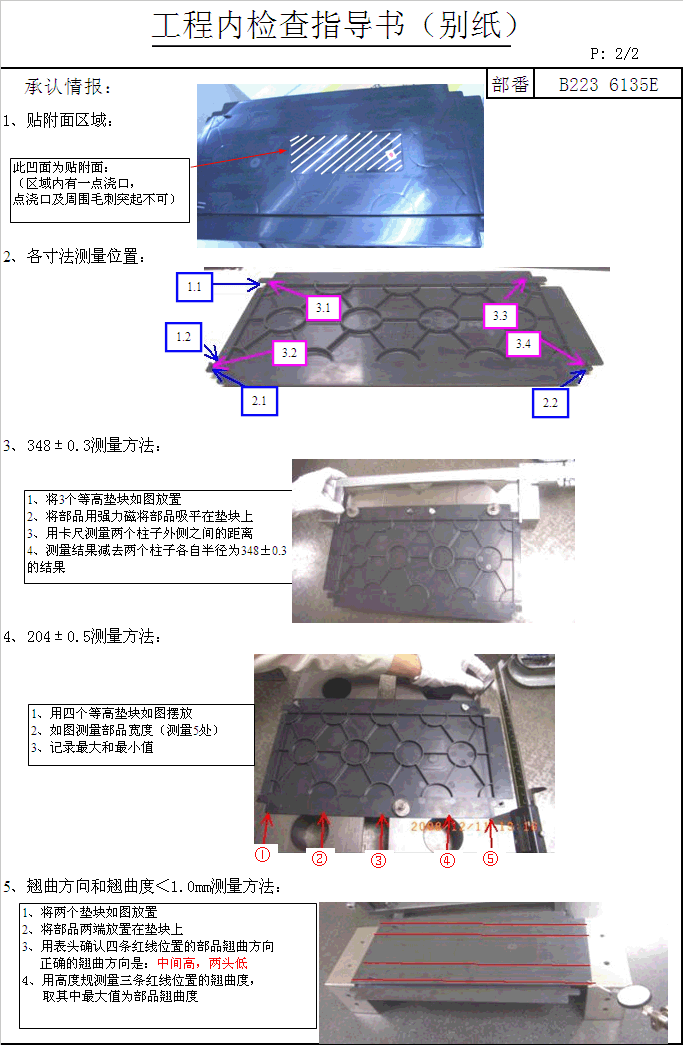 工程内检查指导书（别纸）
P: 2/2
承认情报:
部番
B223 6135E
1、贴附面区域:
此凹面为贴附面:
（区域内有一点浇口，
点浇口及周围毛刺突起不可）
2、各寸法测量位置:
1.1
3.1
3.3
1.2
3.2
3.4
2.1
2.2
3、348±0.3测量方法:
1、将3个等高垫块如图放置
2、将部品用强力磁将部品吸平在垫块上
3、用卡尺测量两个柱子外侧之间的距离
4、测量结果减去两个柱子各自半径为348±0.3
的结果
4、204±0.5测量方法:
1、用四个等高垫块如图摆放
2、如图测量部品宽度（测量5处）
3、记录最大和最小值
① ② ③ ④ ⑤
5、翘曲方向和翘曲度＜1.0mm测量方法:
1、将两个垫块如图放置
2、将部品两端放置在垫块上
3、用表头确认四条红线位置的部品翘曲方向
正确的翘曲方向是: 中间高，两头低
4、用高度规测量三条红线位置的翘曲度，
取其中最大值为部品翘曲度